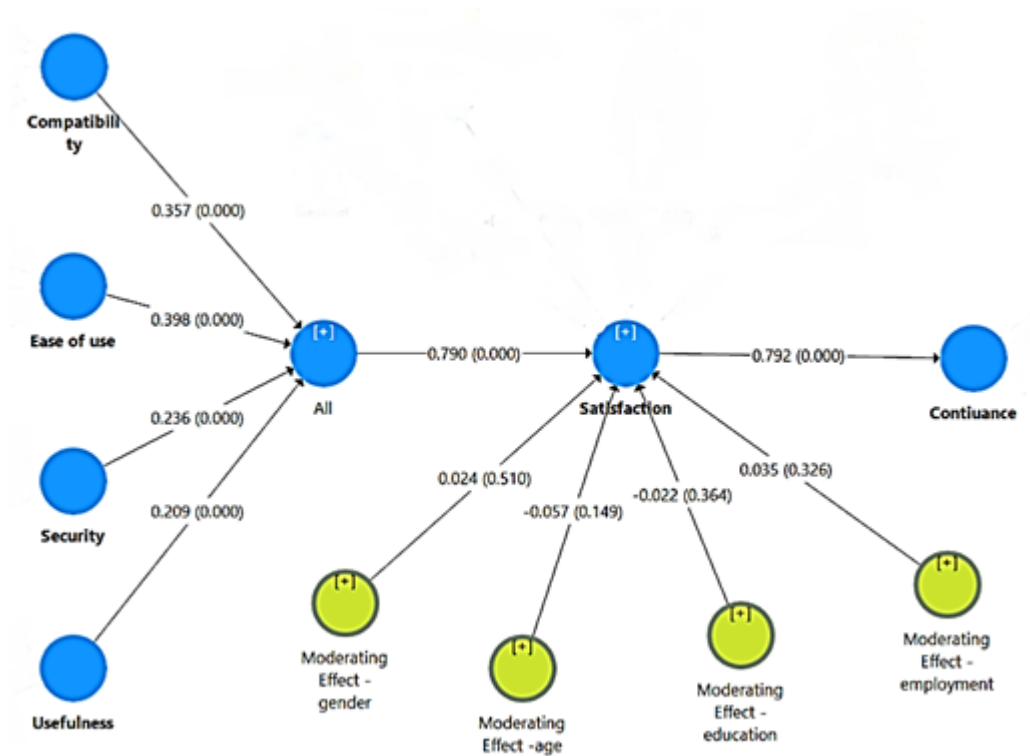 Compatibili
ty
0.357 (0.000)
Ease of use
0.398 (0.000)
[+]
All
0.790 (0.000)
[+]
Satisfaction
0.792 (0.000)
Contiuance
0.236 (0.000)
Security
0.209 (0.000)
Usefulness
0.024 (0.510)
-0.057 (0.149)
-0.022 (0.364)
0.035 (0.326)
[+]
Moderating
Effect -
gender
[+]
Moderating
Effect -age
[+]
Moderating
Effect -
education
[+]
Moderating
Effect -
employment